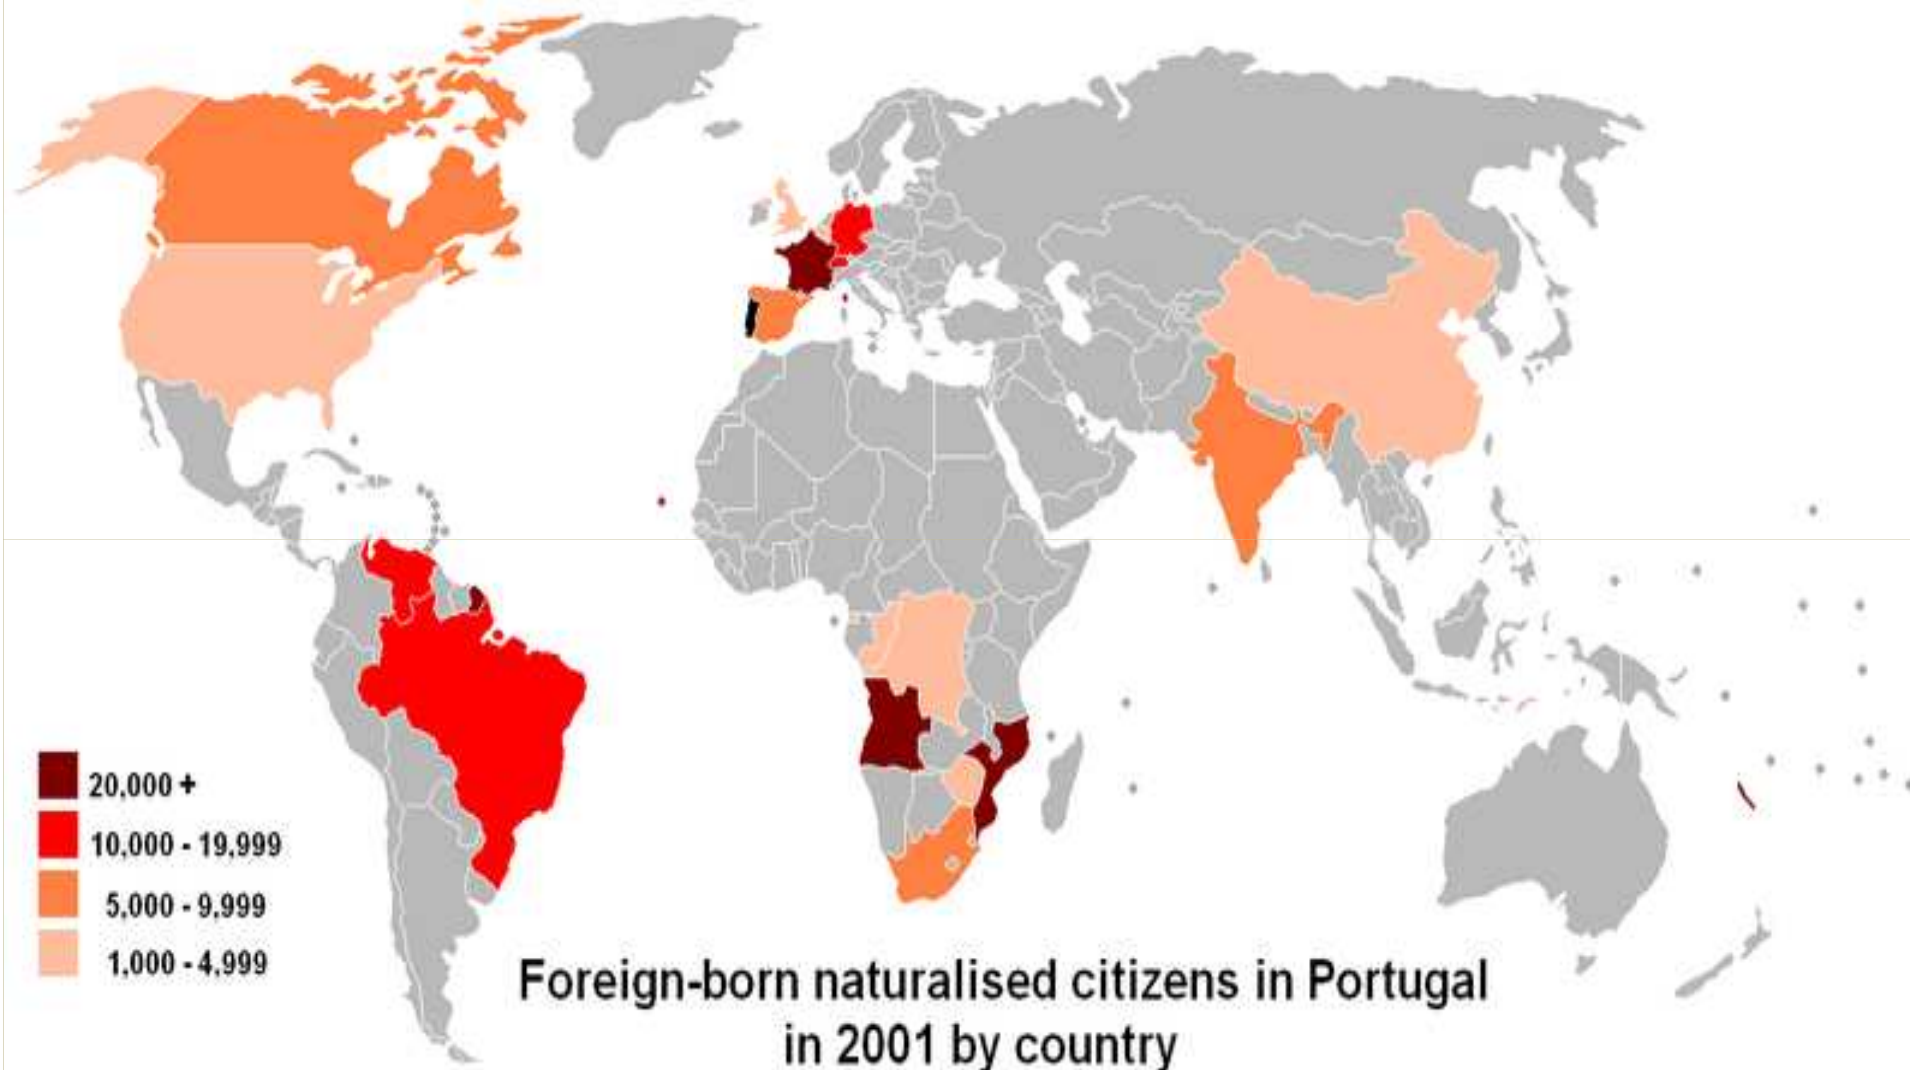 20,000 +
10,000 - 19,999
5,000 - 9,999
1,000 - 4,999
Foreign-born naturalised citizens in Portugal
in 2001 by country